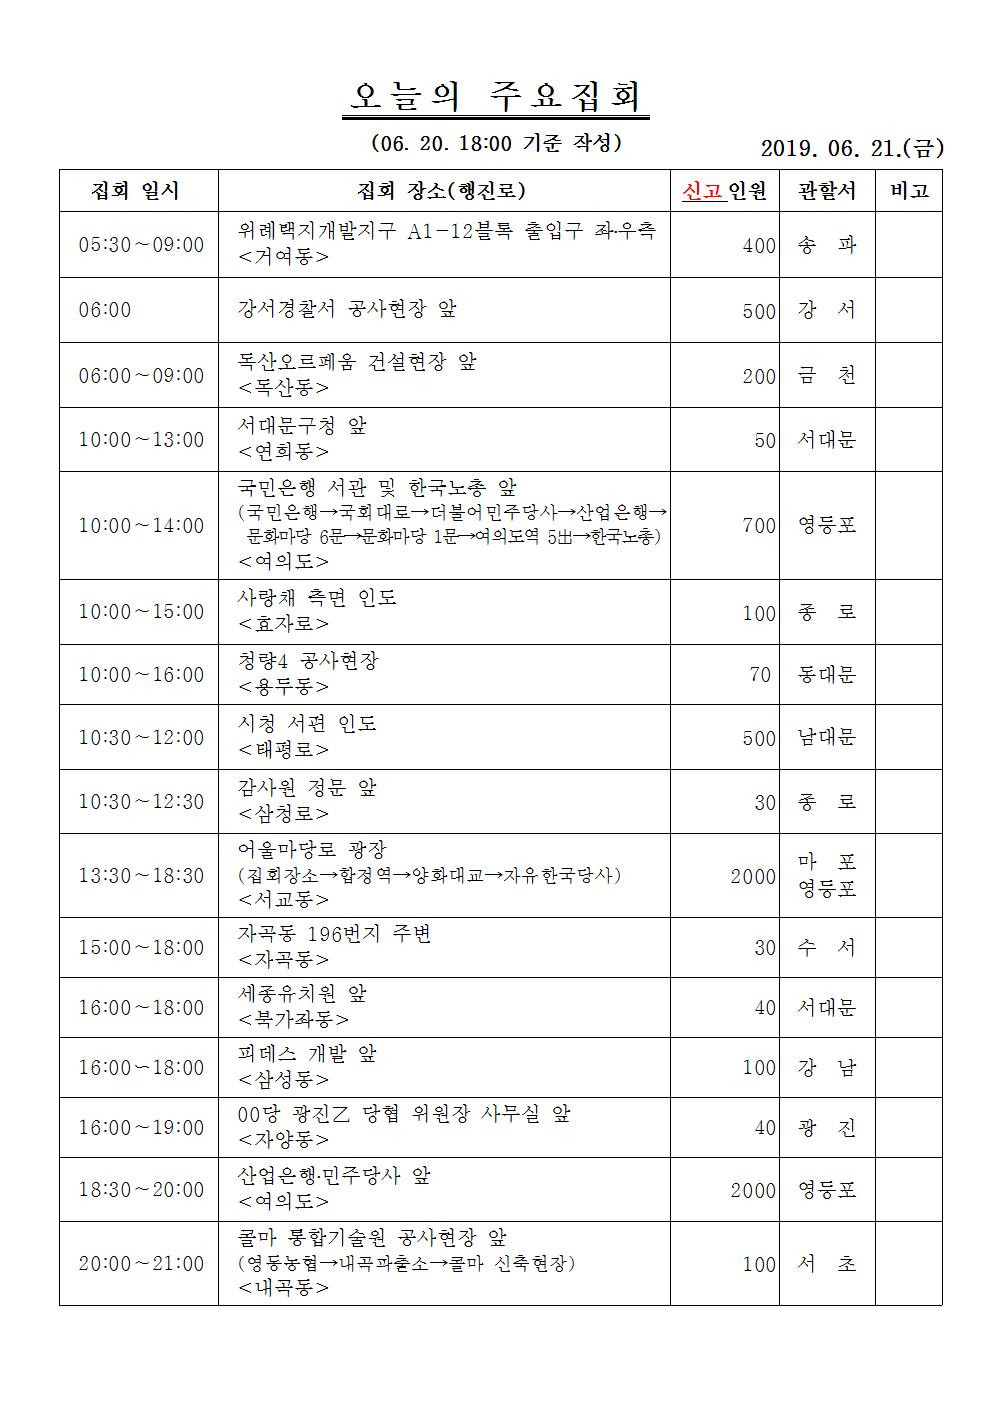 오늘의 주요집회
(06. 20. 18:00 기준 작성)
2019. 06. 21.(금)
집회 일시 집회 장소(행진로) 신고인원 관할서 비고
05:30~09:00 위례택지개발지구 A1-12블록 출입구 좌·우측 <거여동> 400 송 파
06:00 강서경찰서 공사현장 앞 500 강 서
06:00~09:00 독산오르페움 건설현장 앞 <독산동> 200 금 천
10:00~13:00 서대문구청 앞 <연희동> 50 서대문
10:00~14:00 국민은행 서관 및 한국노총 앞
(국민은행→국회대로→더불어민주당사→산업은행→
문화마당 6문→문화마당 1문→여의도역 5出→한국노총)
<여의도> 700 영등포
10:00~15:00 사랑채 측면 인도 <효자로> 100 종 로
10:00~16:00 청량4 공사현장 <용두동> 70 동대문
10:30~12:00 시청 서편 인도 <태평로> 500 남대문
10:30~12:30 감사원 정문 앞 <삼청로> 30 종 로
13:30~18:30 어울마당로 광장
(집회장소→합정역→양화대교→자유한국당사)
<서교동> 2000 마 포 영등포
15:00~18:00 자곡동 196번지 주변 <자곡동> 30 수 서
16:00~18:00 세종유치원 앞 <북가좌동> 40 서대문
16:00~18:00 피데스 개발 앞 <삼성동> 100 강 남
16:00~19:00 00당 광진乙 당협 위원장 사무실 앞 <자양동> 40 광 진
18:30~20:00 산업은행·민주당사 앞 <여의도> 2000 영등포
20:00~21:00 콜마 통합기술원 공사현장 앞
(영동농협→내곡파출소→콜마 신축현장)
<내곡동> 100 서 초